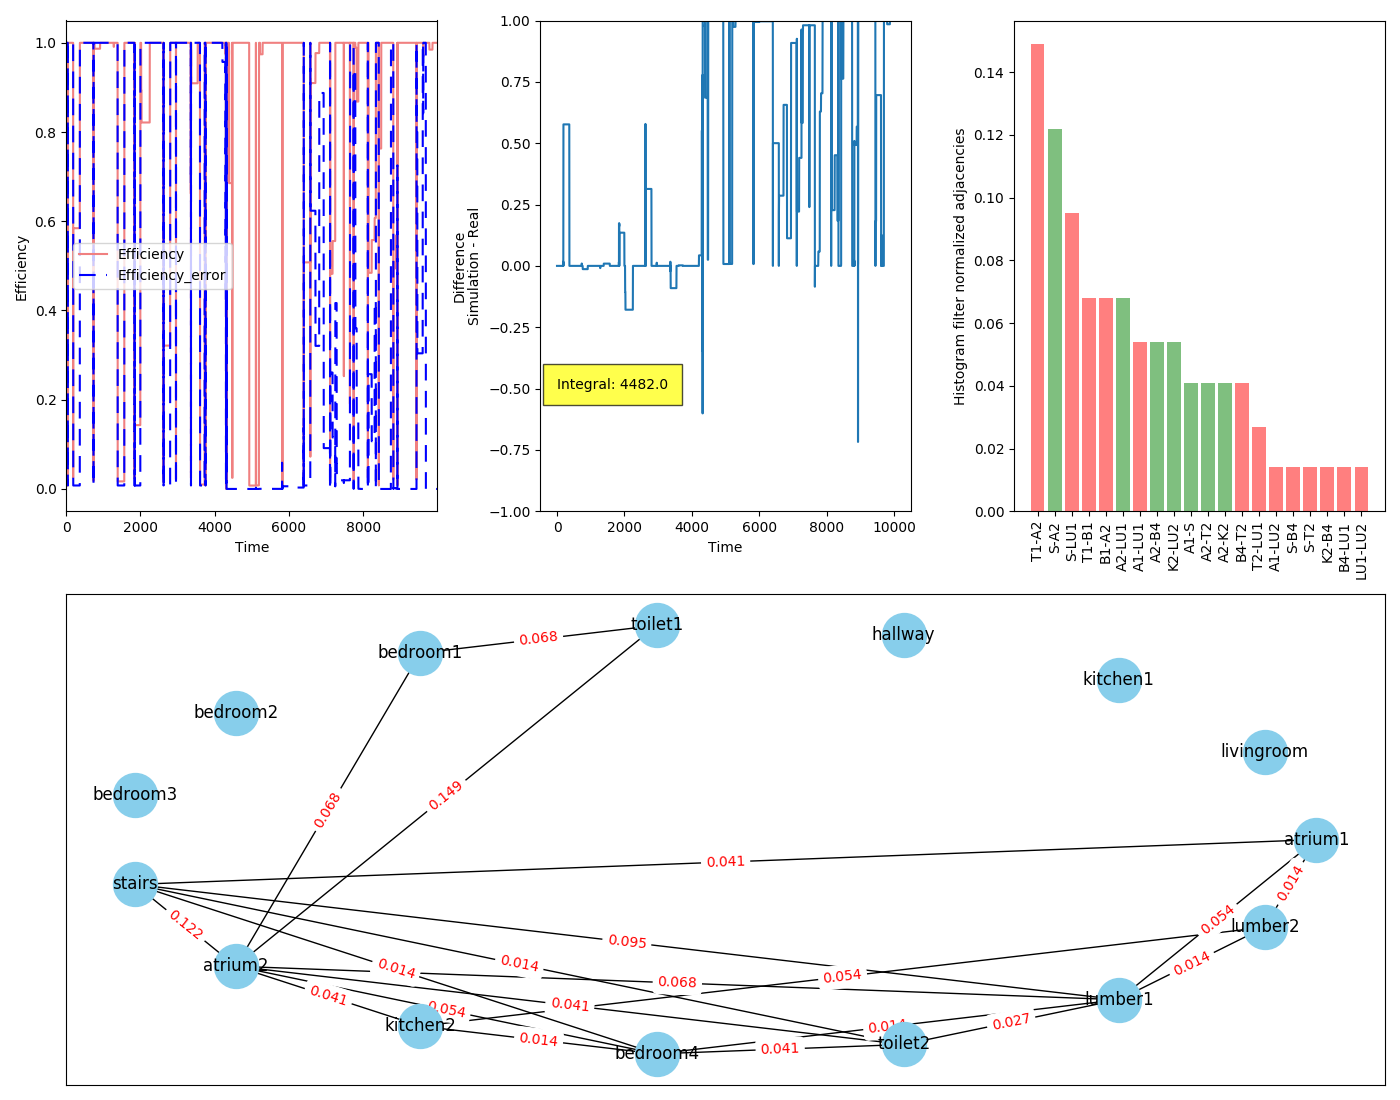 1.0
0.8
0.6
0.4
0.2
0.0
Efficiency
Efficiency
Efficiency_error
0
2000
4000
6000
8000
Time
1.00
0.75
0.50
0.25
0.00
−0.25
−0.50
−0.75
−1.00
Difference
Simulation - Real
Integral: 4482.0
0
2000
4000
6000
8000
10000
Time
0.14
0.12
0.10
0.08
0.06
0.04
0.02
0.00
Histogram filter normalized adjacencies
T1-A2
S-A2
S-LU1
T1-B1
B1-A2
A2-LU1
A1-LU1
A2-B4
K2-LU2
A1-S
A2-T2
A2-K2
B4-T2
T2-LU1
A1-LU2
S-B4
S-T2
K2-B4
B4-LU1
LU1-LU2
toilet1
hallway
0.068
bedroom1
kitchen1
bedroom2
livingroom
bedroom3
0.149
0.068
atrium1
0.041
stairs
0.014
0.122
0.054
lumber2
0.095
atrium2
0.014
0.014
0.014
0.054
0.068
0.041
lumber1
0.054
0.041
kitchen2
0.027
0.014
0.014
toilet2
0.041
bedroom4